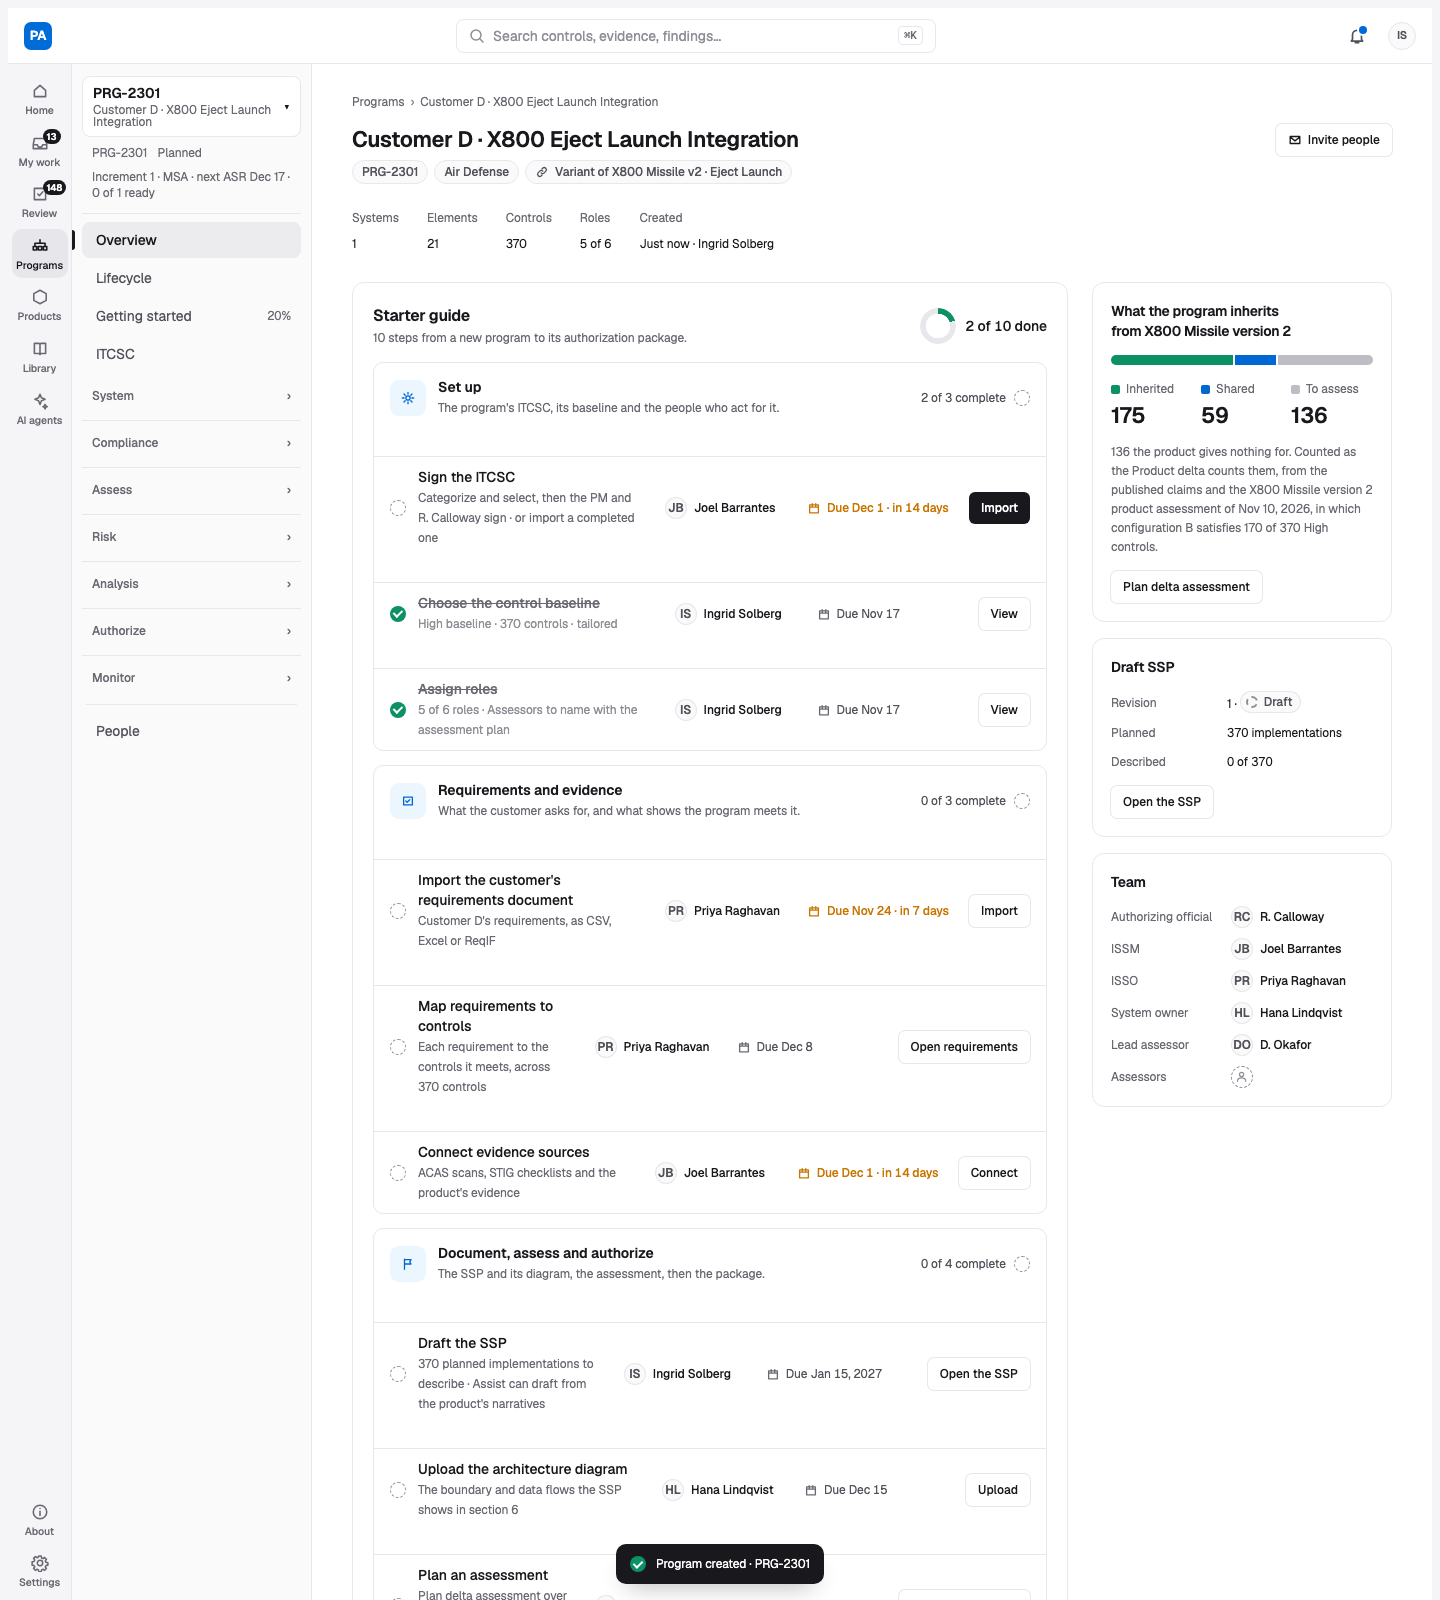 PA
Search controls, evidence, findings...
⌘K
IS
Home
13
My work
148
Review
Programs
Products
Library
AI agents
About
Settings
PRG-2301
Customer D · X800 Eject Launch
Integration
PRG-2301 Planned
Increment 1 · MSA · next ASR Dec 17 ·
0 of 1 ready
Overview
Lifecycle
Getting started 20%
ITCSC
System
Compliance
Assess
Risk
Analysis
Authorize
Monitor
People
Programs › Customer D · X800 Eject Launch Integration
Customer D · X800 Eject Launch Integration
Invite people
PRG-2301
Air Defense
Variant of X800 Missile v2 · Eject Launch
Systems Elements Controls Roles Created
1 21 370 5 of 6 Just now · Ingrid Solberg
Starter guide
10 steps from a new program to its authorization package.
2 of 10 done
Set up
The program's ITCSC, its baseline and the people who act for it.
2 of 3 complete
Sign the ITCSC
Categorize and select, then the PM and
R. Calloway sign · or import a completed
one
JB Joel Barrantes
Due Dec 1 · in 14 days
Import
Choose the control baseline
High baseline · 370 controls · tailored
IS Ingrid Solberg
Due Nov 17
View
Assign roles
5 of 6 roles · Assessors to name with the
assessment plan
IS Ingrid Solberg
Due Nov 17
View
Requirements and evidence
What the customer asks for, and what shows the program meets it.
0 of 3 complete
Import the customer's
requirements document
Customer D's requirements, as CSV,
Excel or ReqIF
PR Priya Raghavan
Due Nov 24 · in 7 days
Import
Map requirements to
controls
Each requirement to the
controls it meets, across
370 controls
PR Priya Raghavan
Due Dec 8
Open requirements
Connect evidence sources
ACAS scans, STIG checklists and the
product's evidence
JB Joel Barrantes
Due Dec 1 · in 14 days
Connect
Document, assess and authorize
The SSP and its diagram, the assessment, then the package.
0 of 4 complete
Draft the SSP
370 planned implementations to
describe · Assist can draft from
the product's narratives
IS Ingrid Solberg
Due Jan 15, 2027
Open the SSP
Upload the architecture diagram
The boundary and data flows the SSP
shows in section 6
HL Hana Lindqvist
Due Dec 15
Upload
Plan an assessment
Plan delta assessment over
Program created · PRG-2301
What the program inherits
from X800 Missile version 2
Inherited Shared To assess
175 59 136
136 the product gives nothing for. Counted as
the Product delta counts them, from the
published claims and the X800 Missile version 2
product assessment of Nov 10, 2026, in which
configuration B satisfies 170 of 370 High
controls.
Plan delta assessment
Draft SSP
Revision 1 · Draft
Planned 370 implementations
Described 0 of 370
Open the SSP
Team
Authorizing official RC R. Calloway
ISSM JB Joel Barrantes
ISSO PR Priya Raghavan
System owner HL Hana Lindqvist
Lead assessor DO D. Okafor
Assessors